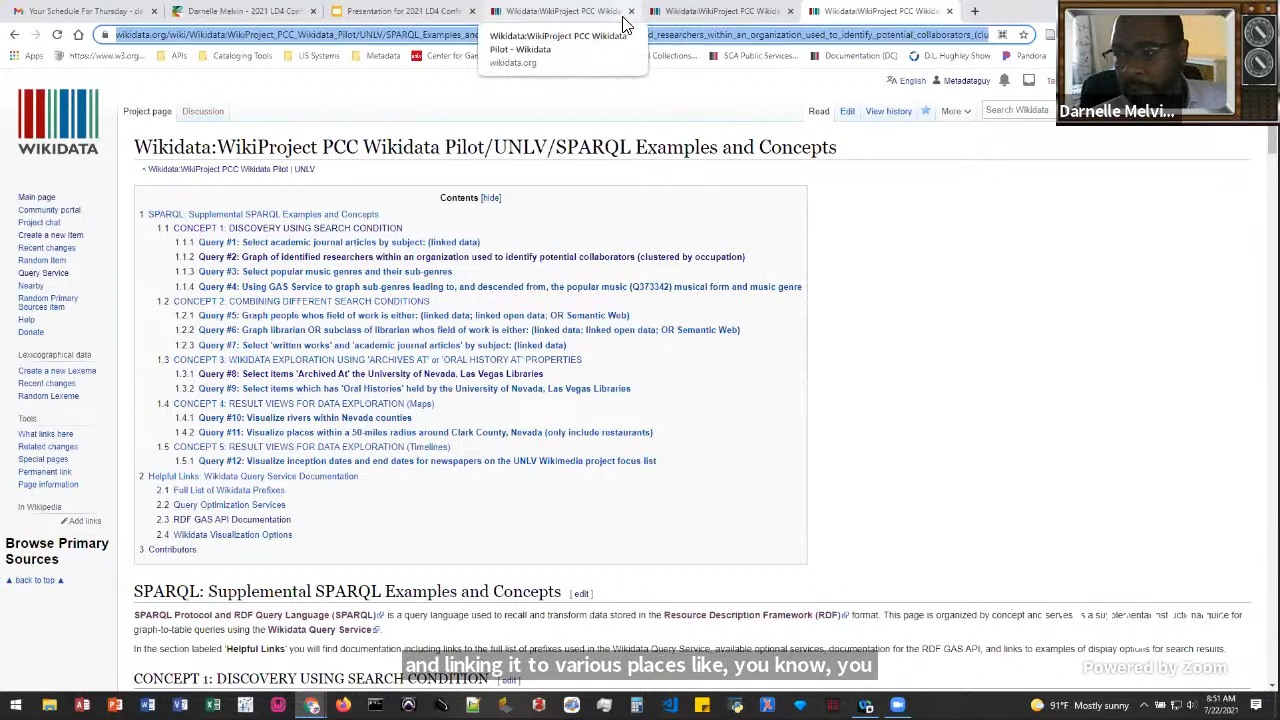 Your Schedule For Thursday - da
Darnelle Melvin - 2021 LD4 Conf
Presentation for 2021 LD4 Conf
Wikidata:WikiProject PCC Wikida
Wikidata:WikiProject PCC Wikida
Wikidata:WikiProject PCC Wikida
wikidata.org/wiki/Wikidata:WikiProject_PCC_Wikidata_Pilot/UNLV/SPARQL_Examples_and
d_researchers_within_an_organization_used_to_identify_potential_collaborators_(clu
Wikidata:WikiProject PCC Wikidata
Pilot - Wikidata
wikidata.org
Apps
AVs
Cataloging Tools
UNLV Sites
Metadata
Center for Gam
Collections...
SCA Public Services...
Documentation (DC)
D.L. Hughley Show
Pandora
Darnelle Melvi...
English
Metadataguy
Ta
WIKIDATA
Project page
Discussion
Read
Edit
View history
More
Search Wikidata
Wikidata:WikiProject PCC Wikidata Pilot/UNLV/SPARQL Examples and Concepts
< Wikidata:WikiProject PCC Wikidata Pilot | UNLV
Main page
Community portal
Project chat
Create a new Item
Recent changes
Random Item
Query Service
Nearby
Random Primary
Sources item
Help
Donate
Lexicographical data
Create a new Lexeme
Recent changes
Random Lexeme
Tools
What links here
Related changes
Special pages
Permanent link
Page information
In Wikipedia
Add links
Browse Primary
Sources
▲ back to top ▲
Contents [hide]
1 SPARQL: Supplemental SPARQL Examples and Concepts
1.1 CONCEPT 1: DISCOVERY USING SEARCH CONDITION
1.1.1 Query #1: Select academic journal articles by subject: (linked data)
1.1.2 Query #2: Graph of identified researchers within an organization used to identify potential collaborators (clustered by occupation)
1.1.3 Query #3: Select popular music genres and their sub-genres
1.1.4 Query #4: Using GAS Service to graph sub-genres leading to, and descended from, the popular music (Q373342) musical form and music genre
1.2 CONCEPT 2: COMBINING DIFFERENT SEARCH CONDITIONS
1.2.1 Query #5: Graph people whos field of work is either: (linked data; linked open data; OR Semantic Web)
1.2.2 Query #6: Graph librarian OR subclass of librarian whos field of work is either: (linked data; linked open data; OR Semantic Web)
1.2.3 Query #7: Select 'written works' and 'academic journal articles' by subject: (linked data)
1.3 CONCEPT 3: WIKIDATA EXPLORATION USING 'ARCHIVES AT' or 'ORAL HISTORY AT' PROPERTIES
1.3.1 Query #8: Select items 'Archived At' the University of Nevada, Las Vegas Libraries
1.3.2 Query #9: Select items which has 'Oral Histories' held by the University of Nevada, Las Vegas Libraries
1.4 CONCEPT 4: RESULT VIEWS FOR DATA EXPLORATION (Maps)
1.4.1 Query #10: Visualize rivers within Nevada counties
1.4.2 Query #11: Visualize places within a 50-miles radius around Clark County, Nevada (only include restaurants)
1.5 CONCEPT 5: RESULT VIEWS FOR DATA EXPLORATION (Timelines)
1.5.1 Query #12: Visualize inception dates and end dates for newspapers on the UNLV Wikimedia project focus list
2 Helpful Links: Wikidata Query Service Documentation
2.1 Full List of Wikidata Prefixes
2.2 Query Optimization Services
2.3 RDF GAS API Documentation
2.4 Wikidata Visualization Options
3 Contributors
SPARQL: Supplemental SPARQL Examples and Concepts [ edit ]
SPARQL Protocol and RDF Query Language (SPARQL) is a query language used to recall and transform data stored in the Resource Description Framework (RDF) format. This page is organized by concept and serves as a supplemental instructional guide for
graph-to-table queries using the Wikidata Query Service.
In the section labeled 'Helpful Links' you will find documentation including links to the full list of prefixes used in the Wikidata Query Service, available optional services, documentation for the RDF GAS API, and links to examples of display options for search results.
CONCEPT 1: DISCOVERY USING SEARCH CONDITION [ edit ]
and linking it to various places like, you know, you
Powered by Zoom
91°F Mostly sunny
8:51 AM
7/22/2021